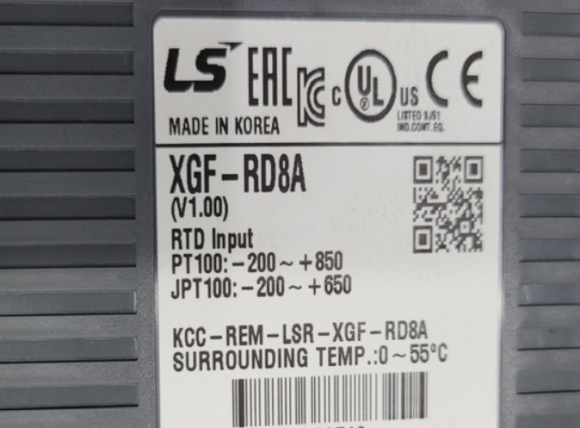 LS EAC KC C UL US CE
LISTED 9J51
IND.CONT.EQ.
MADE IN KOREA
XGF-RD8A
(V1.00)
RTD Input
PT100:-200~+850
JPT100:-200~+650
KCC-REM-LSR-XGF-RD8A
SURROUNDING TEMP.:0~55°C